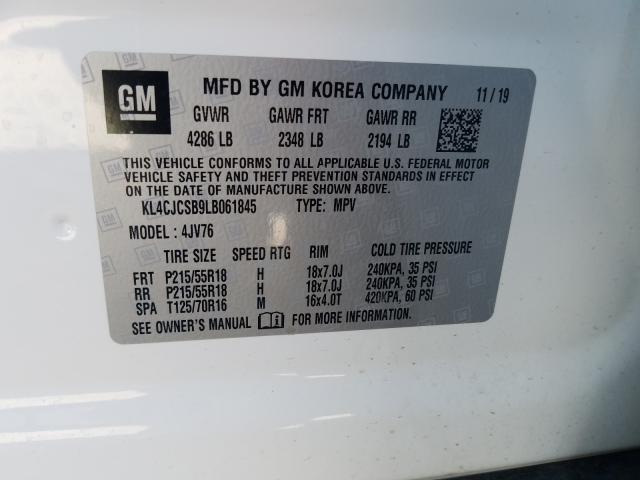 GM MFD BY GM KOREA COMPANY 11/19
GVWR GAWR FRT GAWR RR
4286 LB 2348 LB 2194 LB
THIS VEHICLE CONFORMS TO ALL APPLICABLE U.S. FEDERAL MOTOR
VEHICLE SAFETY AND THEFT PREVENTION STANDARDS IN EFFECT
ON THE DATE OF MANUFACTURE SHOWN ABOVE.
KL4CJCSB9LB061845 TYPE: MPV
MODEL : 4JV76
TIRE SIZE SPEED RTG RIM COLD TIRE PRESSURE
FRT P215/55R18 H 18x7.0J 240KPA, 35 PSI
RR P215/55R18 H 18x7.0J 240KPA, 35 PSI
SPA T125/70R16 M 16x4.0T 420KPA, 60 PSI
SEE OWNER'S MANUAL FOR MORE INFORMATION.